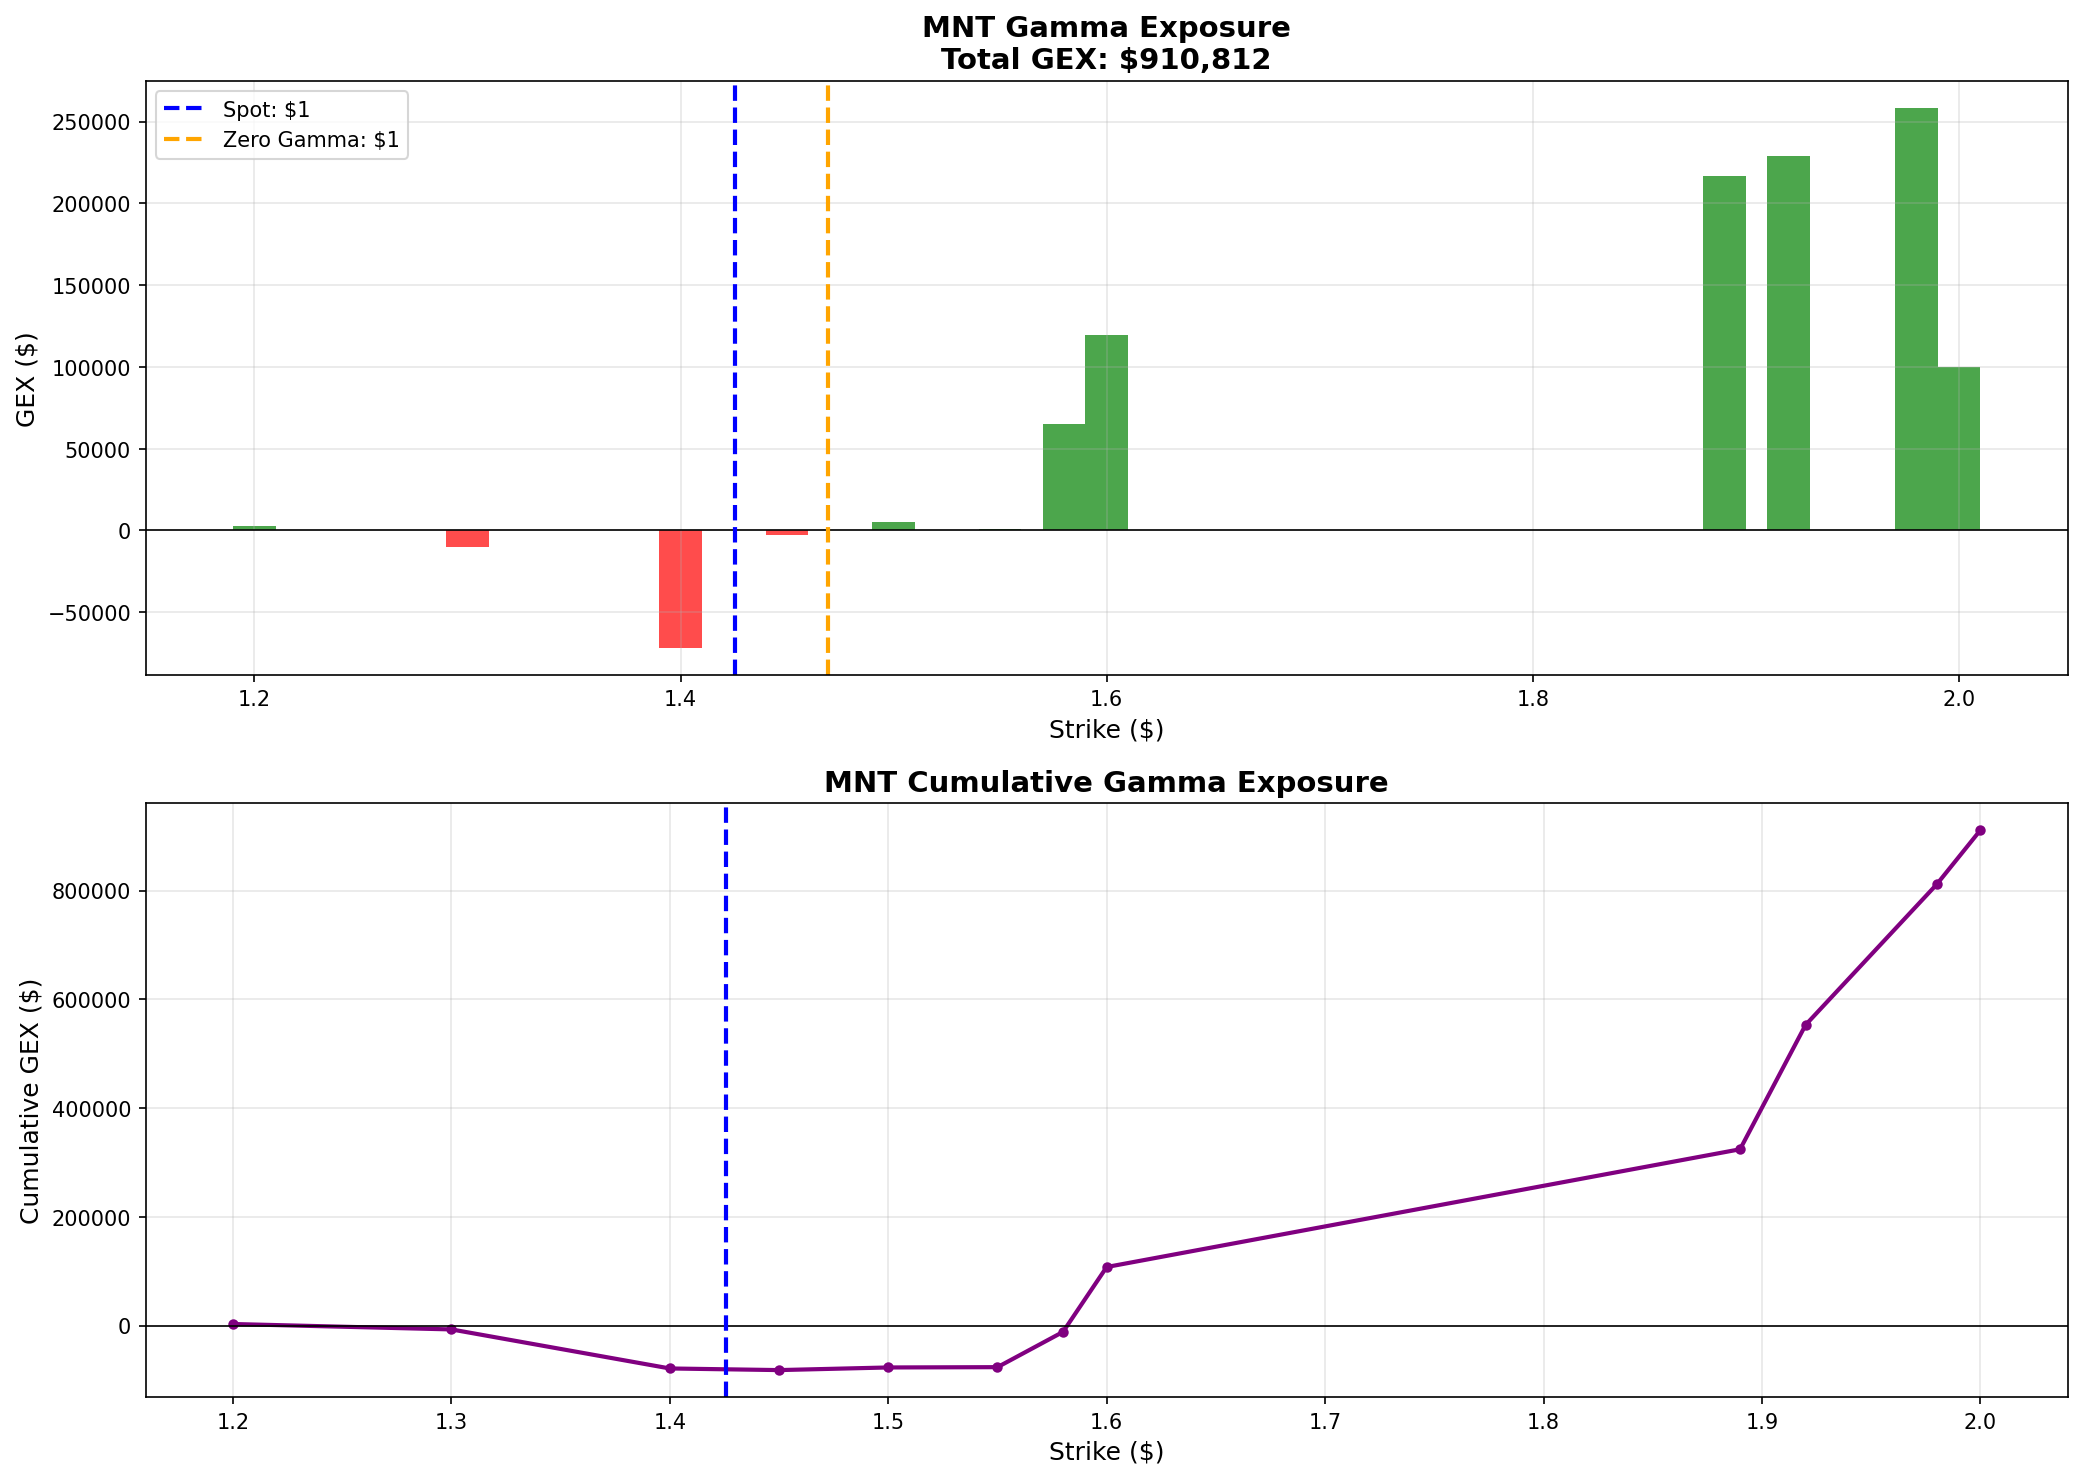 MNT Gamma Exposure
Total GEX: $910,812
Spot: $1
Zero Gamma: $1
GEX ($)
250000
200000
150000
100000
50000
0
−50000
1.2
1.4
1.6
1.8
2.0
Strike ($)
MNT Cumulative Gamma Exposure
Cumulative GEX ($)
800000
600000
400000
200000
0
1.2
1.3
1.4
1.5
1.6
1.7
1.8
1.9
2.0
Strike ($)